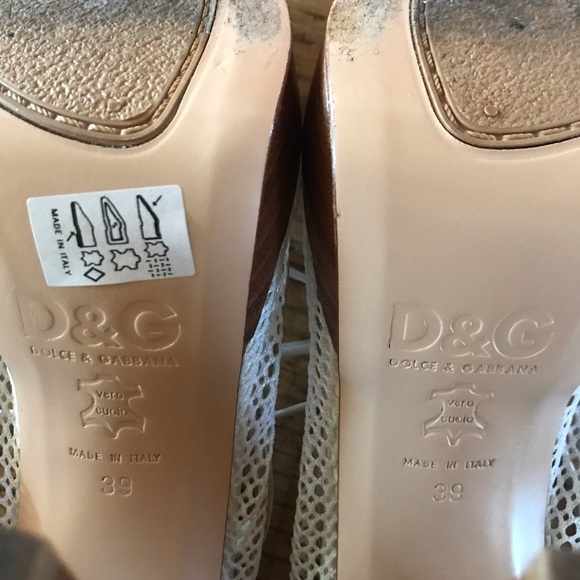 MADE IN ITALY
D&G
DOLCE & GABBANA
vero
cuoio
MADE IN ITALY
39
D&G
DOLCE & GABBANA
vero
cuoio
MADE IN ITALY
39